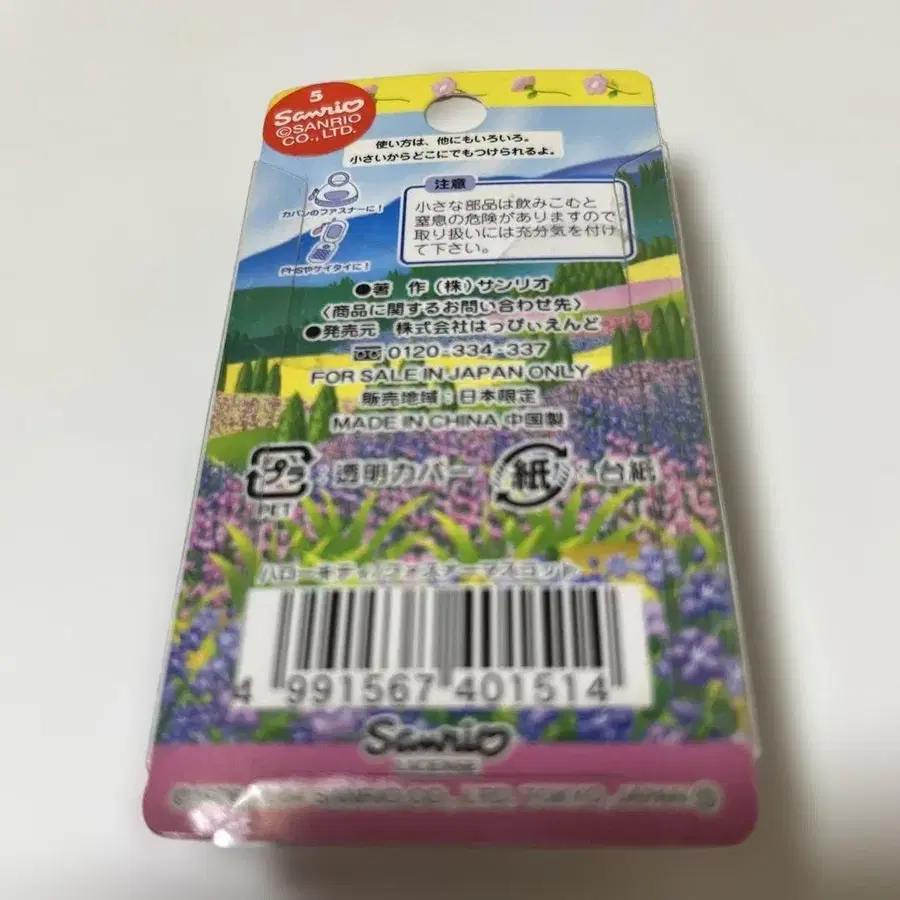 5
Sanrio
©SANRIO
CO., LTD.
使い方は、他にもいろいろ。
小さいからどこにでもつけられるよ。
カバンのファスナーに!
PHSやケイタイに!
注意
小さな部品は飲みこむと
窒息の危険がありますので
取り扱いには充分気を付け
て下さい。
●著 作 (株) サンリオ
〈商品に関するお問い合わせ先〉
●発売元 株式会社はっぴぃえんど
0120-334-337
FOR SALE IN JAPAN ONLY
販売地域:日本限定
MADE IN CHINA 中国製
プラ:透明カバー 紙:台紙
PET
ハローキティファスナーマスコット
4 991567 401514
Sanrio
LICENSE
SANRIO CO., LTD. TOKYO, JAPAN